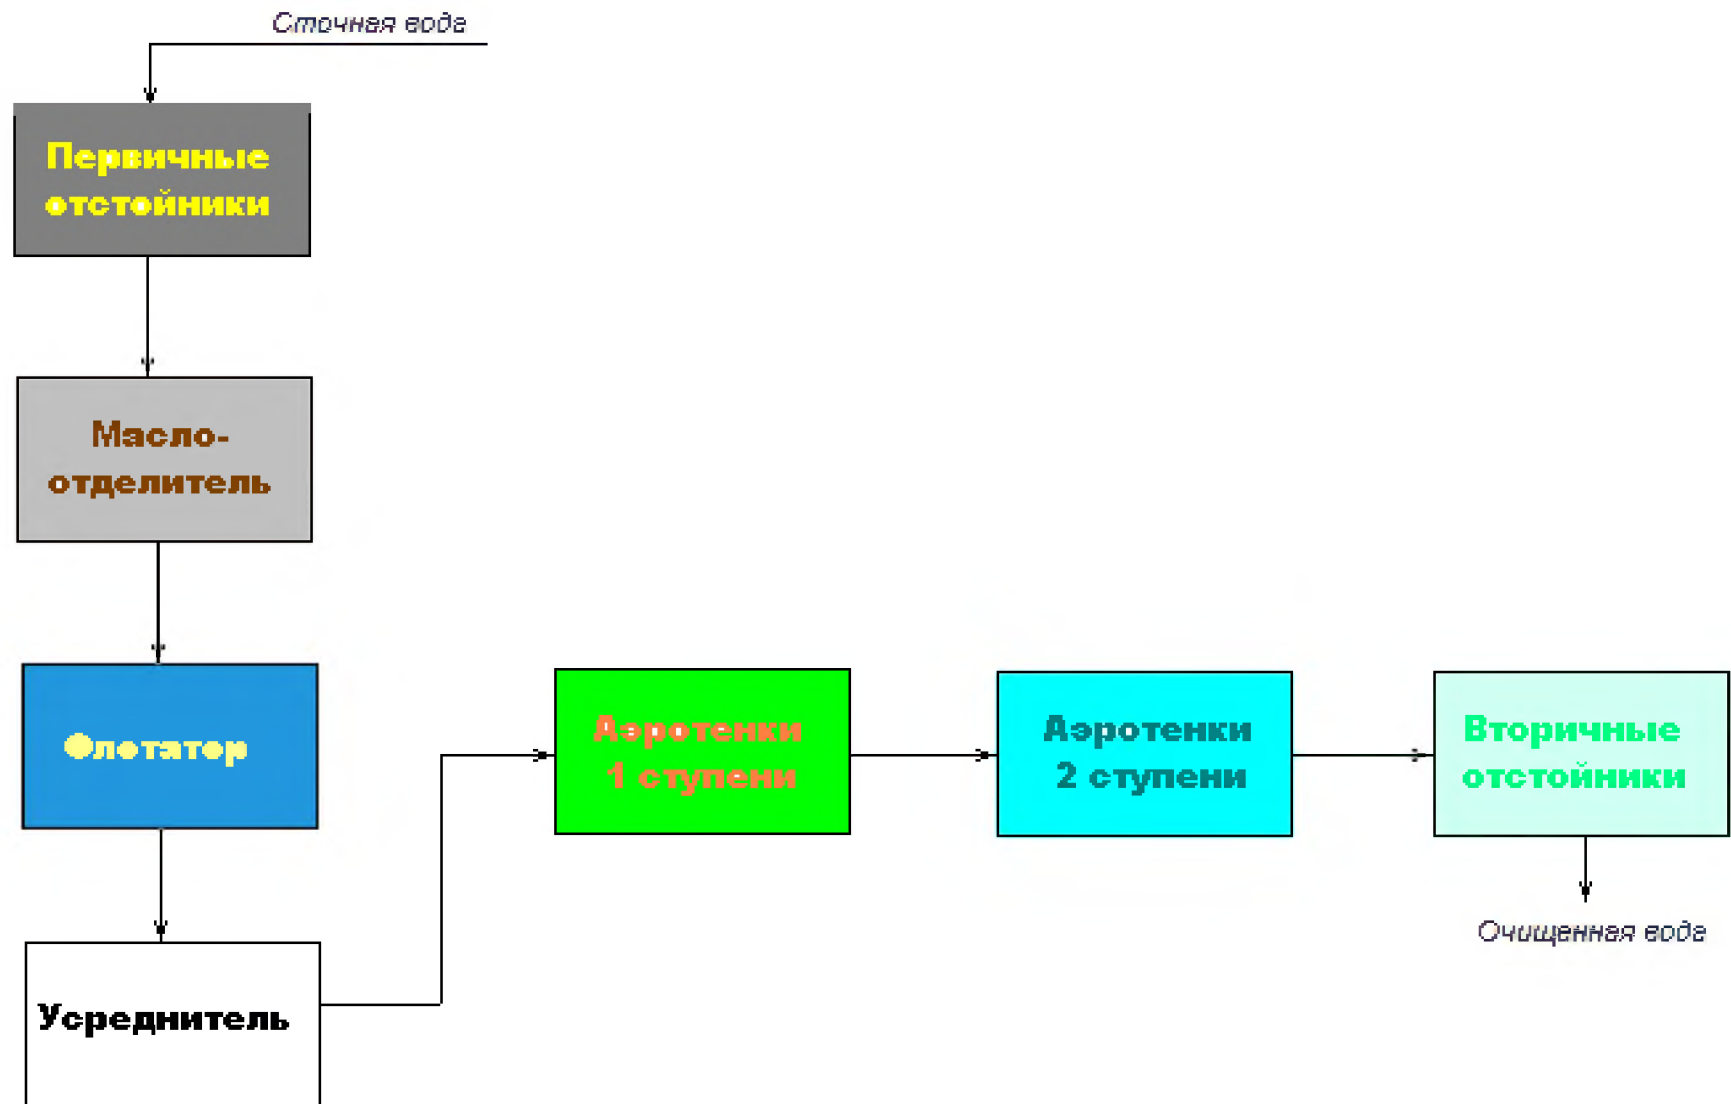 Сточная вода
Первичные
отстойники
Масло-
отделитель
Флотатор
Усреднитель
Аэротенки
1 ступени
Аэротенки
2 ступени
Вторичные
отстойники
Очищенная вода